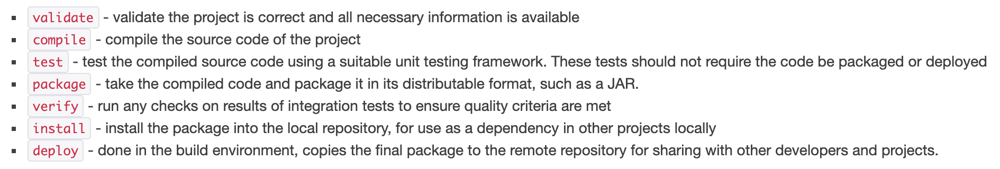 ▪ validate - validate the project is correct and all necessary information is available
▪ compile - compile the source code of the project
▪ test - test the compiled source code using a suitable unit testing framework. These tests should not require the code be packaged or deployed
▪ package - take the compiled code and package it in its distributable format, such as a JAR.
▪ verify - run any checks on results of integration tests to ensure quality criteria are met
▪ install - install the package into the local repository, for use as a dependency in other projects locally
▪ deploy - done in the build environment, copies the final package to the remote repository for sharing with other developers and projects.